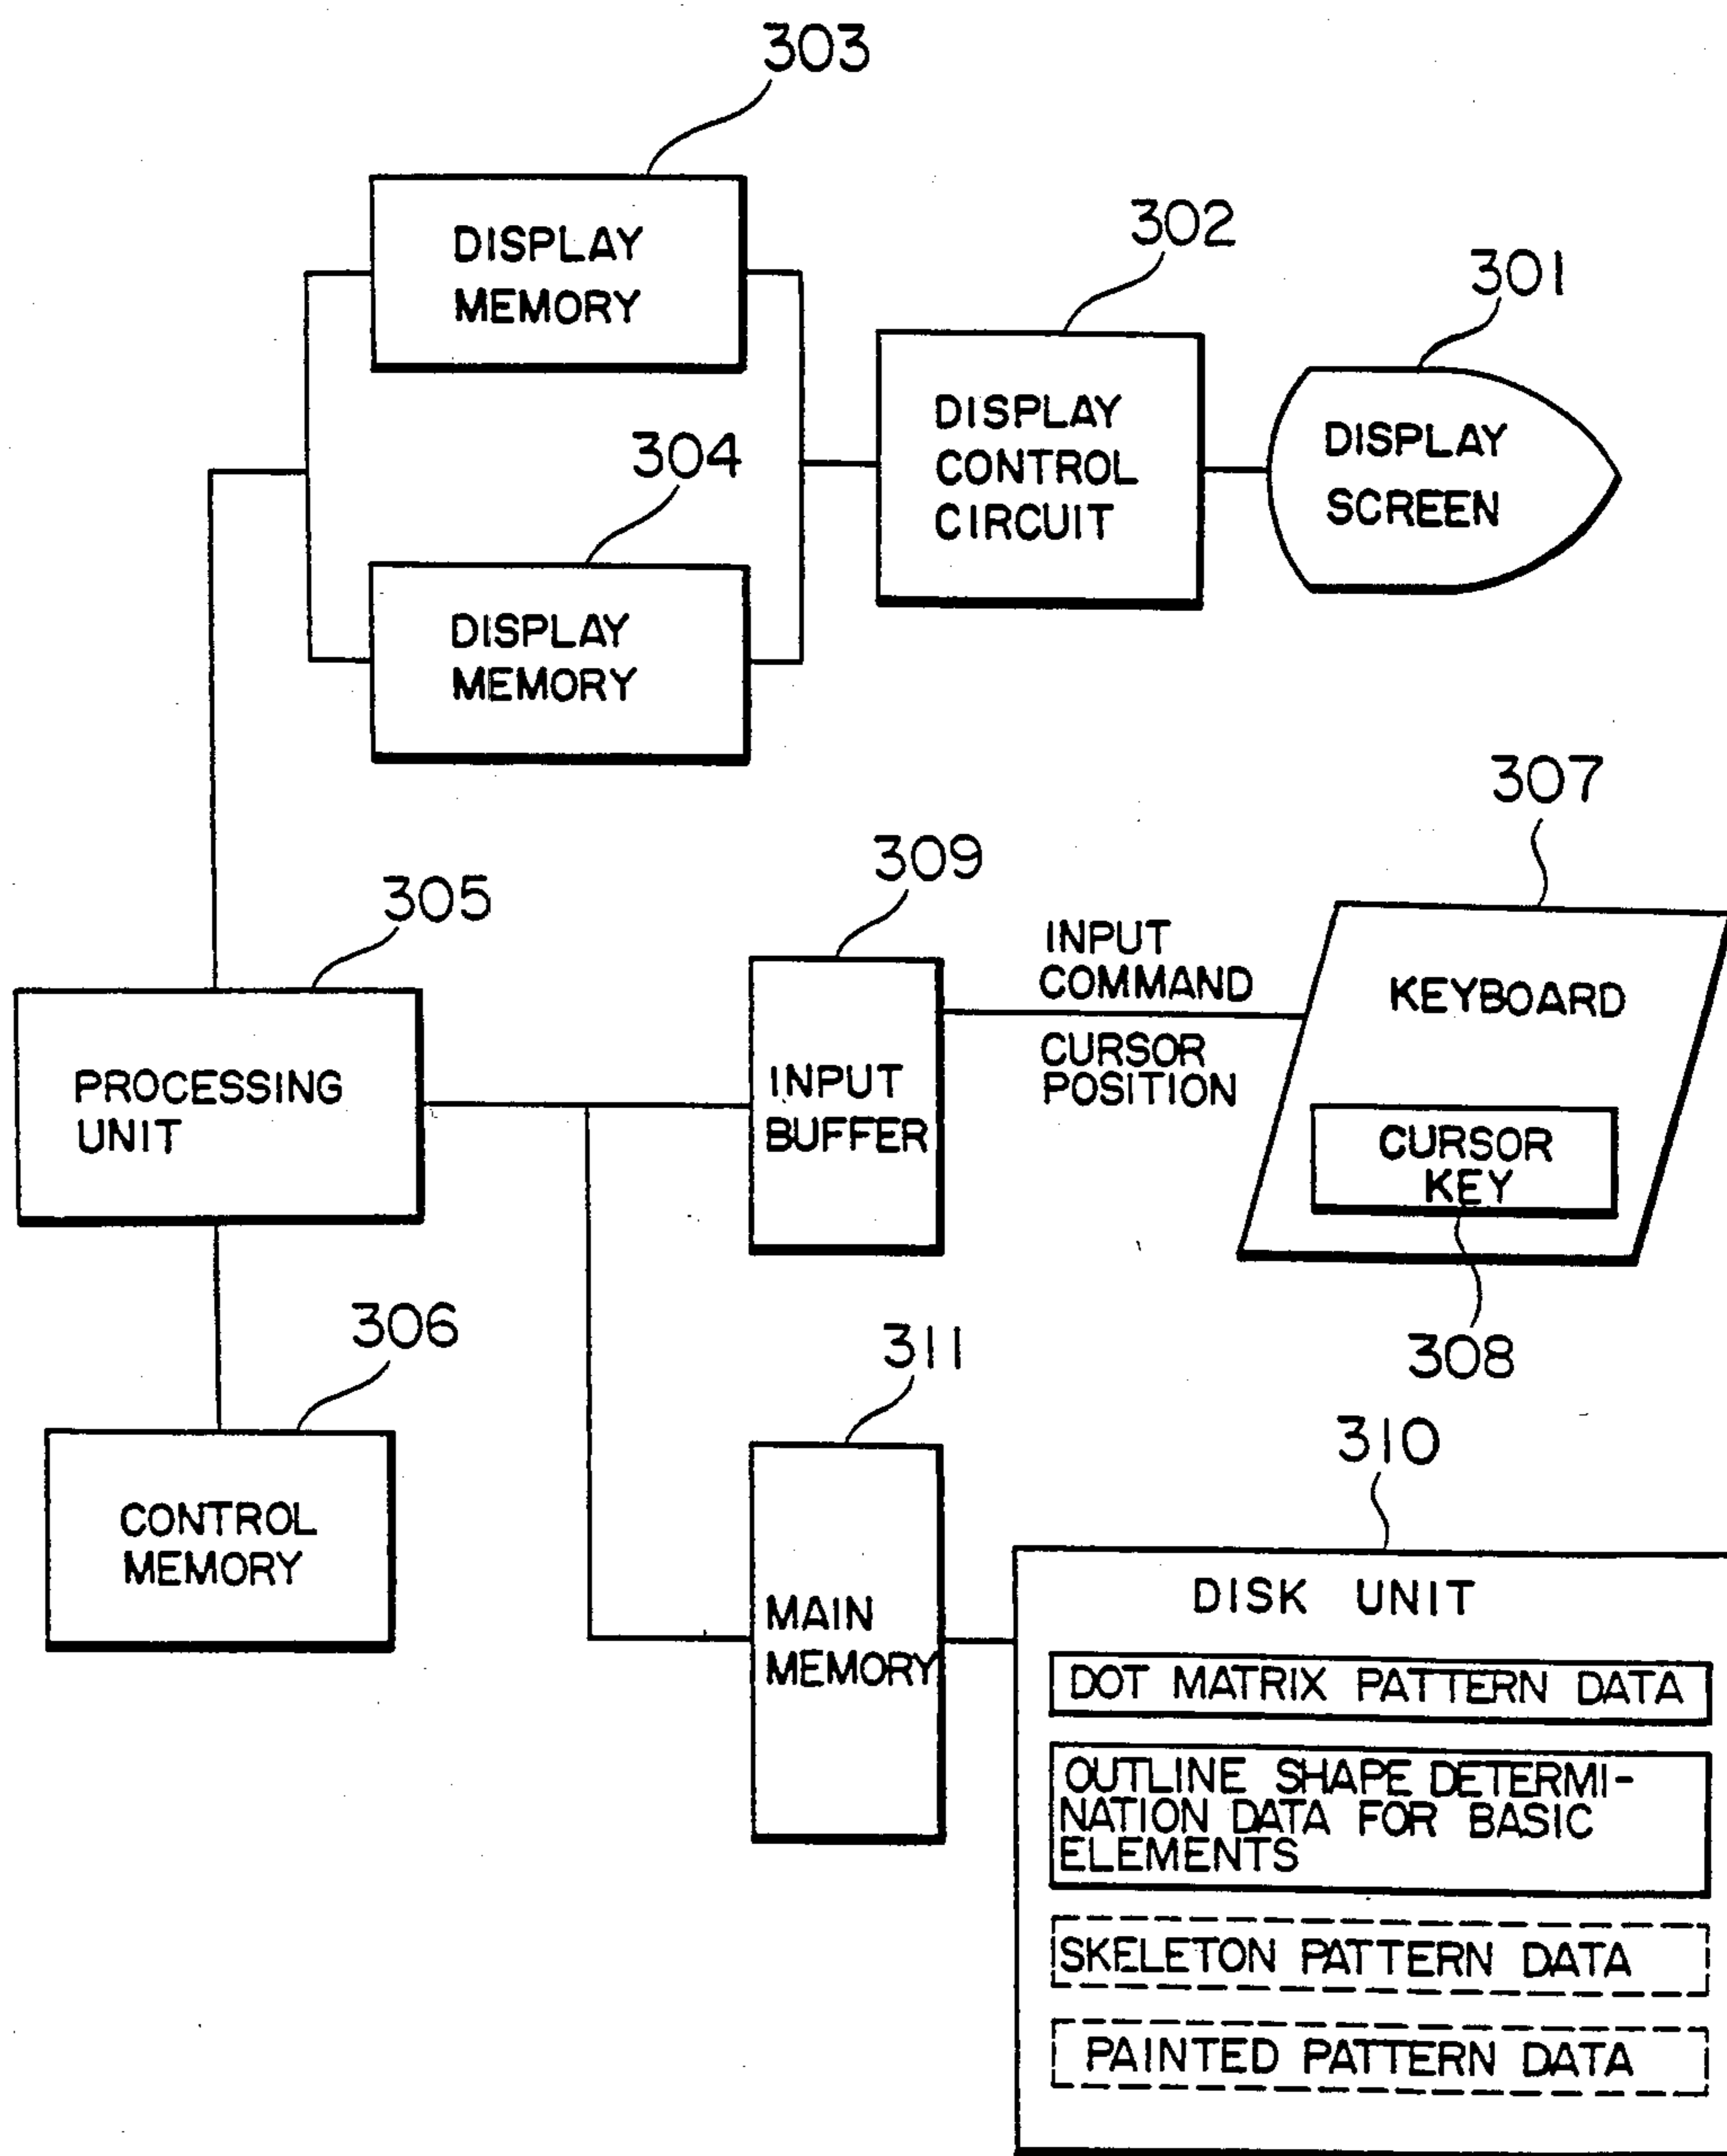 303
DISPLAY
MEMORY
302
DISPLAY
CONTROL
CIRCUIT
301
DISPLAY
SCREEN
304
DISPLAY
MEMORY
305
PROCESSING
UNIT
309
INPUT
BUFFER
INPUT
COMMAND
CURSOR
POSITION
307
KEYBOARD
CURSOR
KEY
308
306
CONTROL
MEMORY
311
MAIN
MEMORY
310
DISK UNIT
DOT MATRIX PATTERN DATA
OUTLINE SHAPE DETERMI-
NATION DATA FOR BASIC
ELEMENTS
SKELETON PATTERN DATA
PAINTED PATTERN DATA